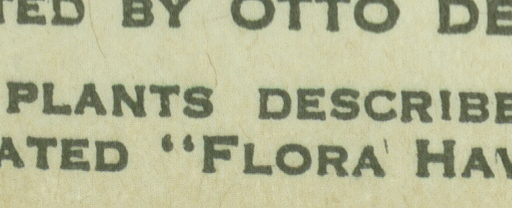 TED BY OTTO DE
PLANTS DESCRIBE
ATED “FLORA HAV